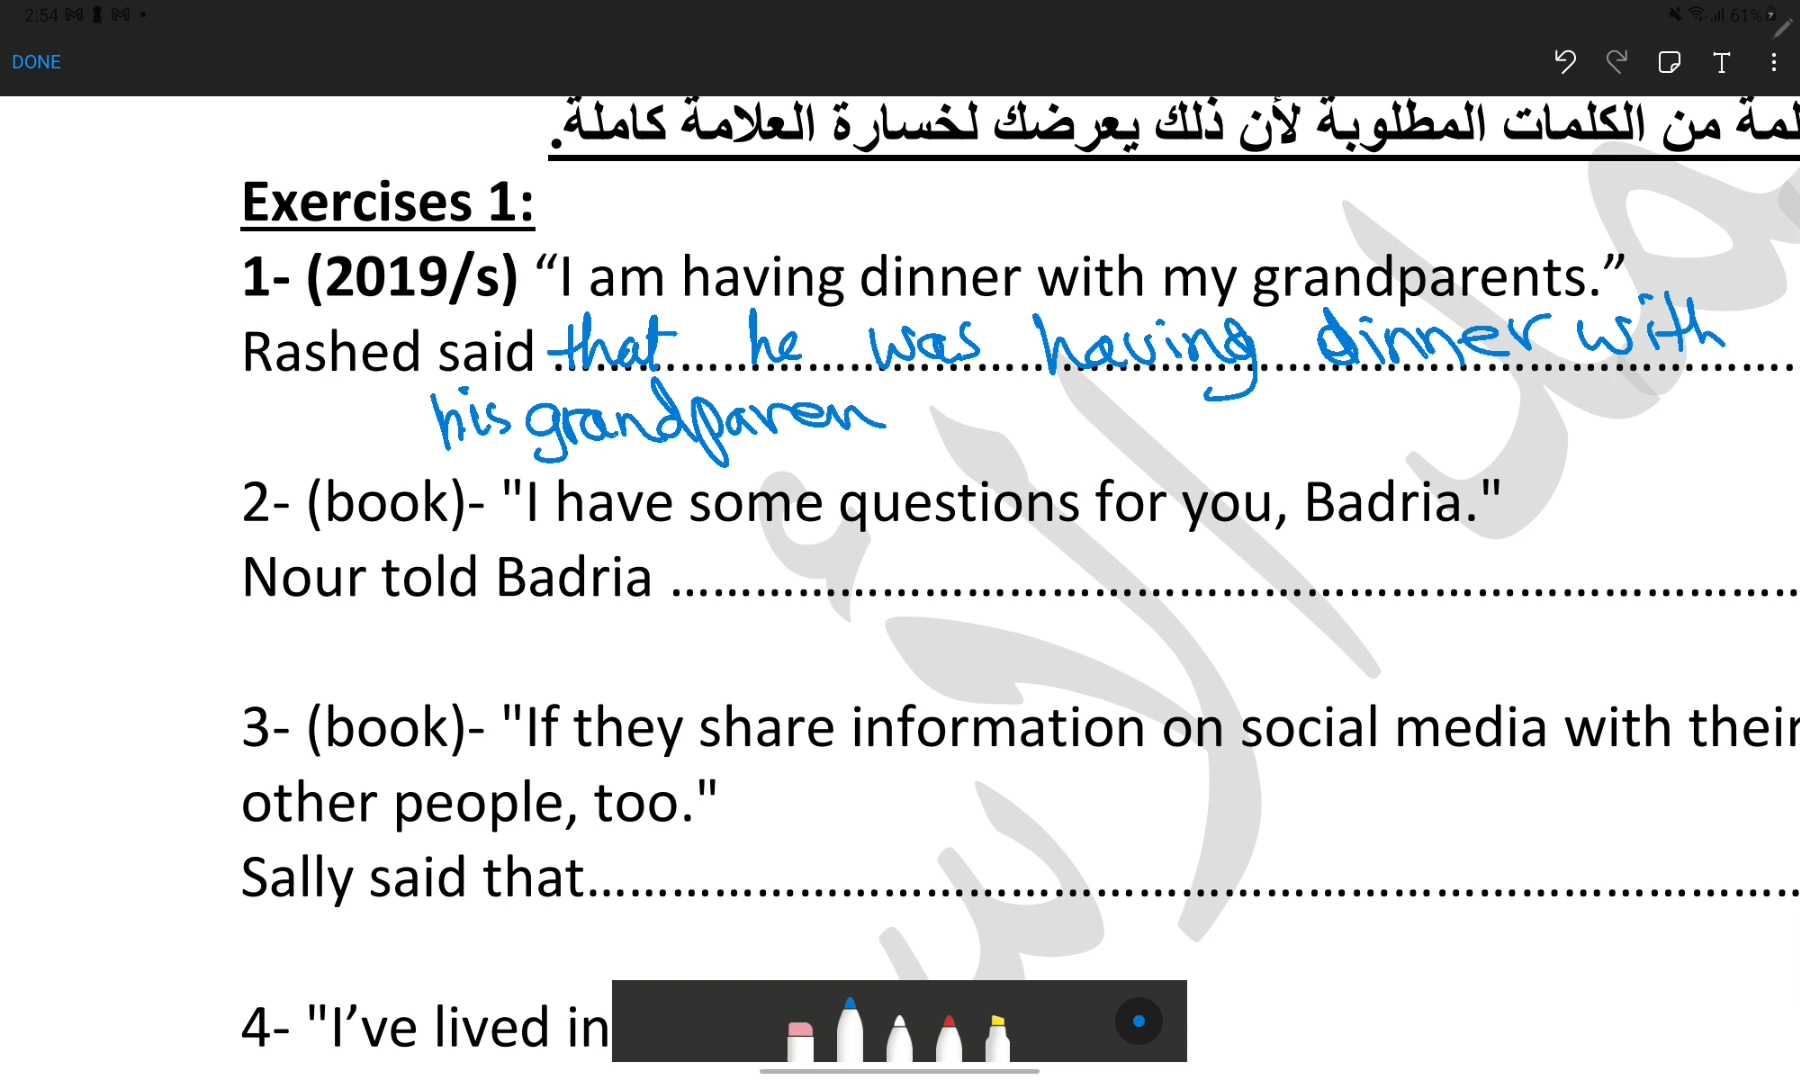 2:54
61%
DONE
T
لمة من الكلمات المطلوبة لأن ذلك يعرضك لخسارة العلامة كاملة.
Exercises 1:
1- (2019/s) “I am having dinner with my grandparents.”
Rashed said that he was having dinner with
his grandparen
2- (book)- "I have some questions for you, Badria."
Nour told Badria ........................................................................
3- (book)- "If they share information on social media with their
other people, too."
Sally said that........................................................................
4- "I’ve lived in